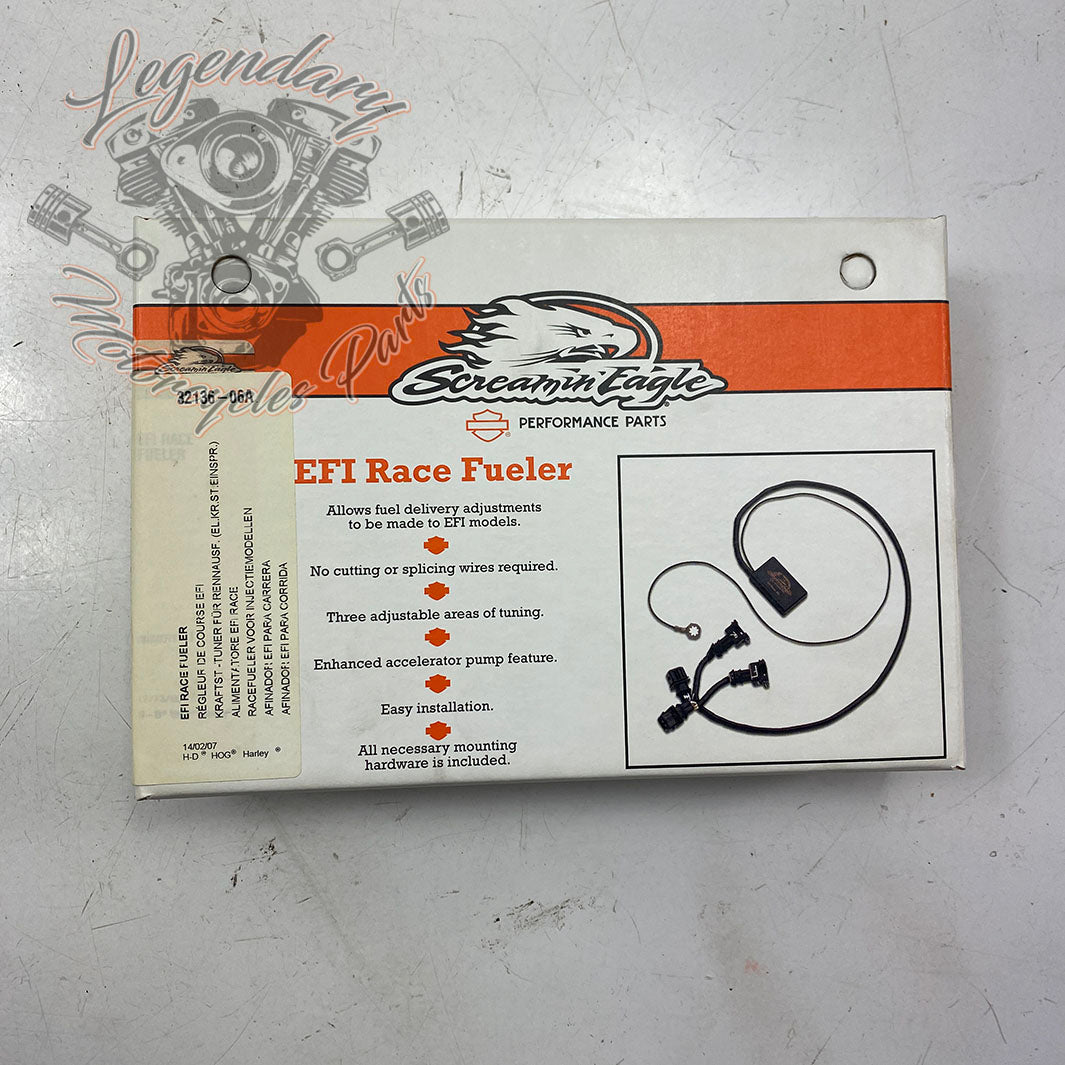 Legendary
Motorcycles Parts
Screamin' Eagle
PERFORMANCE PARTS
32136-06A
EFI RACE FUELER
RÉGLEUR DE COURSE EFI
KRAFTST.-TUNER FÜR RENNAUSF. (EL.KR.ST.EINSPR.)
ALIMENTATORE EFI RACE
RACEFUELER VOOR INJECTIEMODELLEN
AFINADOR EFI PARA CARRERA
AFINADOR EFI PARA CORRIDA
14/02/07
H-D® HOG® Harley®
EFI Race Fueler
Allows fuel delivery adjustments
to be made to EFI models.
No cutting or splicing wires required.
Three adjustable areas of tuning.
Enhanced accelerator pump feature.
Easy installation.
All necessary mounting
hardware is included.